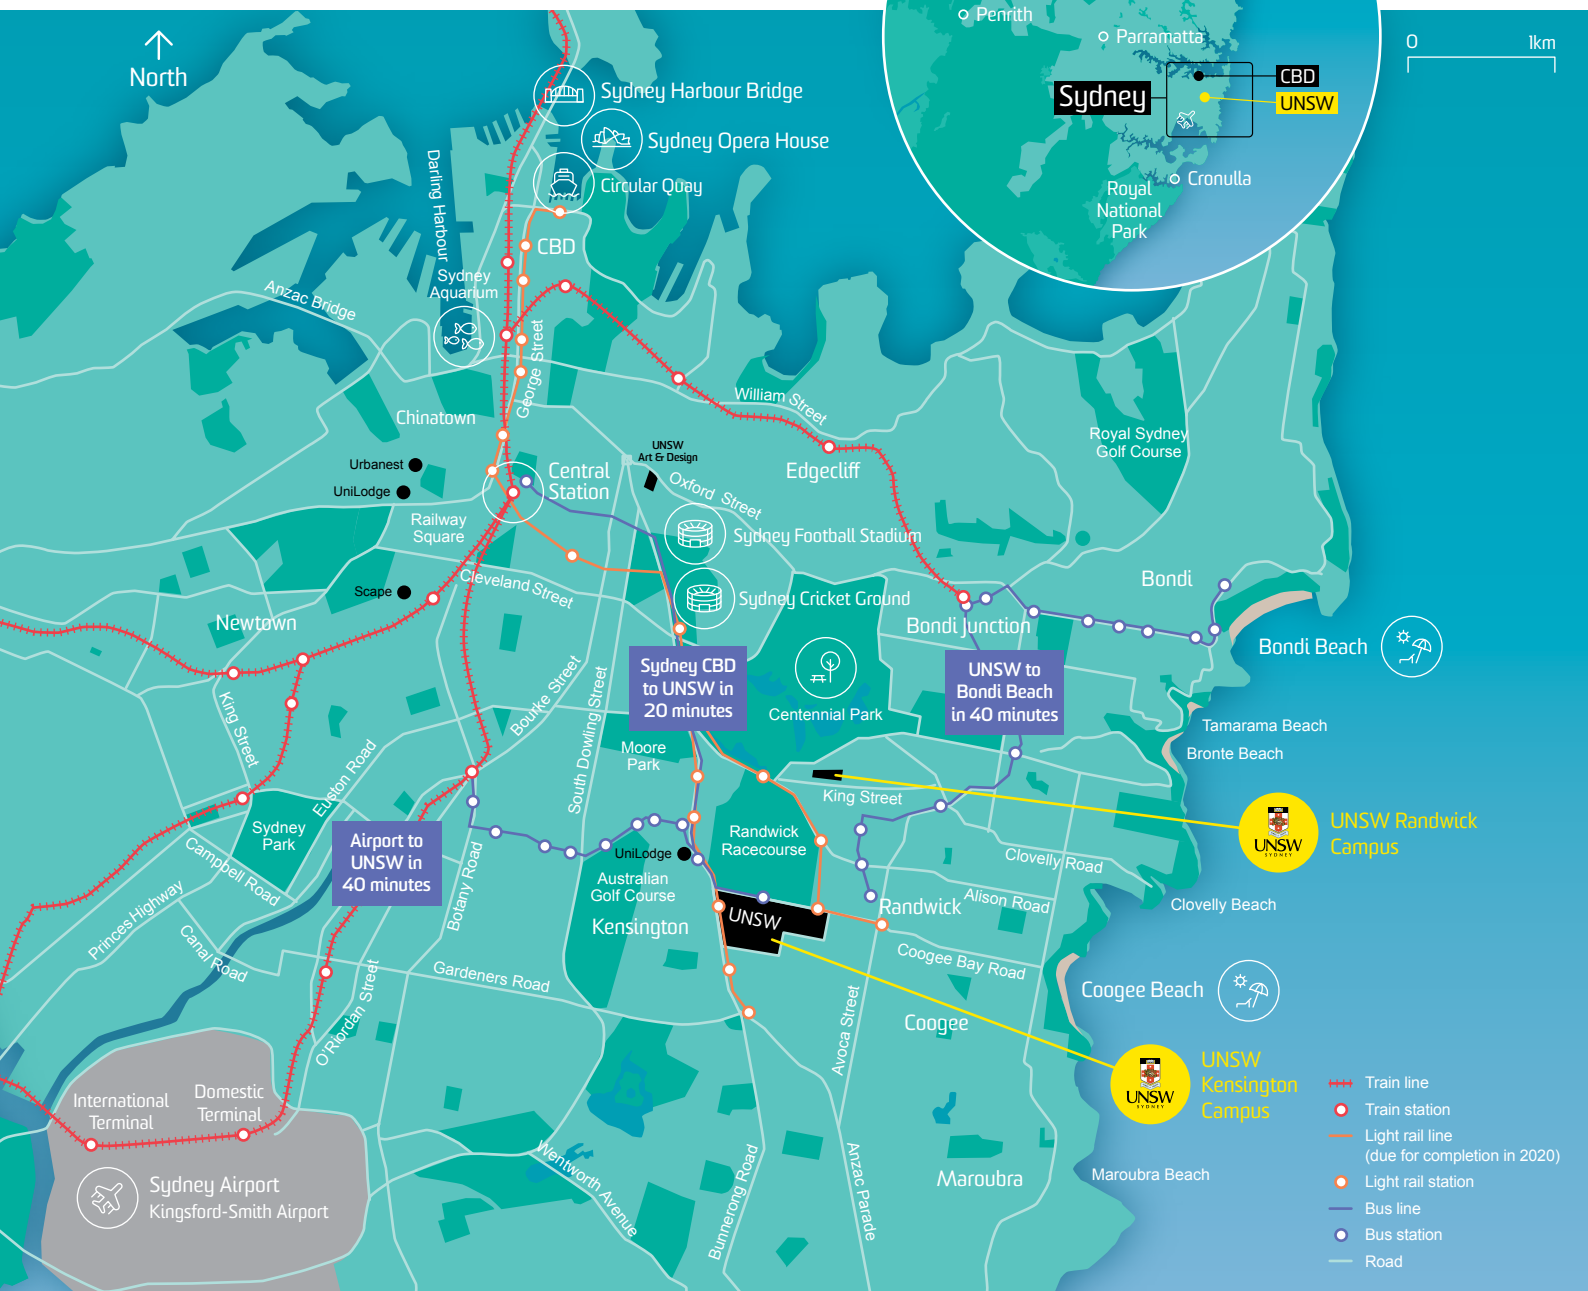 North
Penrith
Parramatta
CBD
UNSW
Sydney
Cronulla
Royal
National
Park
0
1km
Sydney Harbour Bridge
Sydney Opera House
Circular Quay
Darling Harbour
CBD
Sydney
Aquarium
Anzac Bridge
George Street
William Street
Chinatown
Royal Sydney
Golf Course
Edgecliff
UNSW
Art & Design
Urbanest
UniLodge
Central
Station
Oxford Street
Railway
Square
Sydney Football Stadium
Cleveland Street
Scape
Sydney Cricket Ground
Bondi
Newtown
Bondi Junction
Bondi Beach
Sydney CBD
to UNSW in
20 minutes
UNSW to
Bondi Beach
in 40 minutes
King Street
Bourke Street
South Dowling Street
Centennial Park
Tamarama Beach
Bronte Beach
Moore
Park
Euston Road
King Street
Sydney
Park
Airport to
UNSW in
40 minutes
Randwick
Racecourse
UNSW
SYDNEY
UNSW Randwick
Campus
Campbell Road
UniLodge
Clovelly Road
Botany Road
Australian
Golf Course
Alison Road
Randwick
Clovelly Beach
Princes Highway
Kensington
UNSW
Canal Road
Coogee Bay Road
Gardeners Road
Coogee Beach
O'Riordan Street
Avoca Street
Coogee
UNSW
SYDNEY
UNSW
Kensington
Campus
International
Terminal
Domestic
Terminal
Wentworth Avenue
Bunnerong Road
Anzac Parade
Maroubra
Maroubra Beach
Sydney Airport
Kingsford-Smith Airport
Train line
Train station
Light rail line
(due for completion in 2020)
Light rail station
Bus line
Bus station
Road